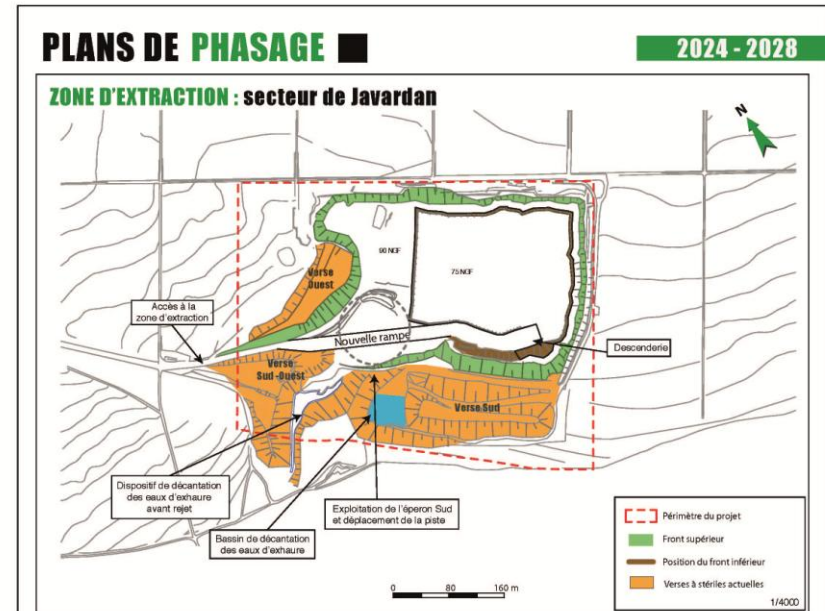 PLANS DE PHASAGE
2024 - 2028
ZONE D'EXTRACTION : secteur de Javardan
N
90 NGF
75 NGF
Verse
Ouest
Accès à la
zone d'extraction
Nouvelle rampe
Descenderie
Verse
Sud-Ouest
Verse Sud
Dispositif de décantation
des eaux d'exhaure
avant rejet
Exploitation de l'éperon Sud
et déplacement de la piste
Bassin de décantation
des eaux d'exhaure
Périmètre du projet
Front supérieur
Position du front inférieur
Verses à stériles actuelles
0 80 160 m
1/4000